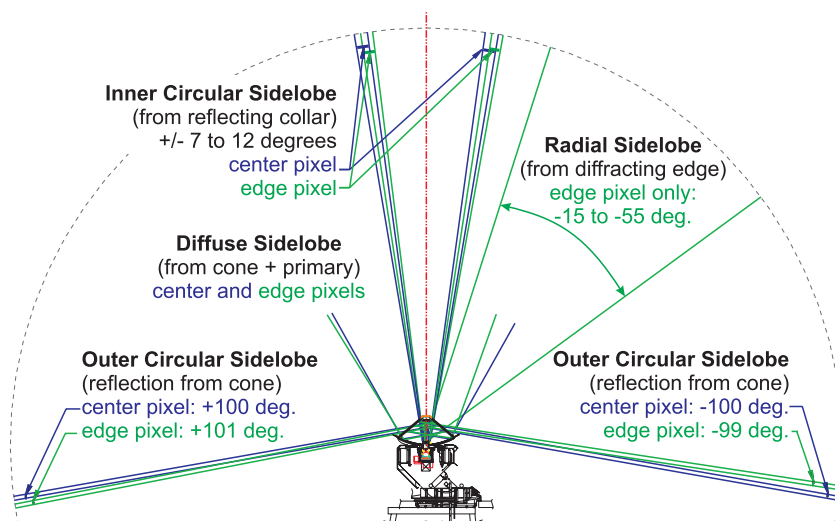 Inner Circular Sidelobe
(from reflecting collar)
+/- 7 to 12 degrees
center pixel
edge pixel
Radial Sidelobe
(from diffracting edge)
edge pixel only:
-15 to -55 deg.
Diffuse Sidelobe
(from cone + primary)
center and edge pixels
Outer Circular Sidelobe
(reflection from cone)
center pixel: +100 deg.
edge pixel: +101 deg.
Outer Circular Sidelobe
(reflection from cone)
center pixel: -100 deg.
edge pixel: -99 deg.